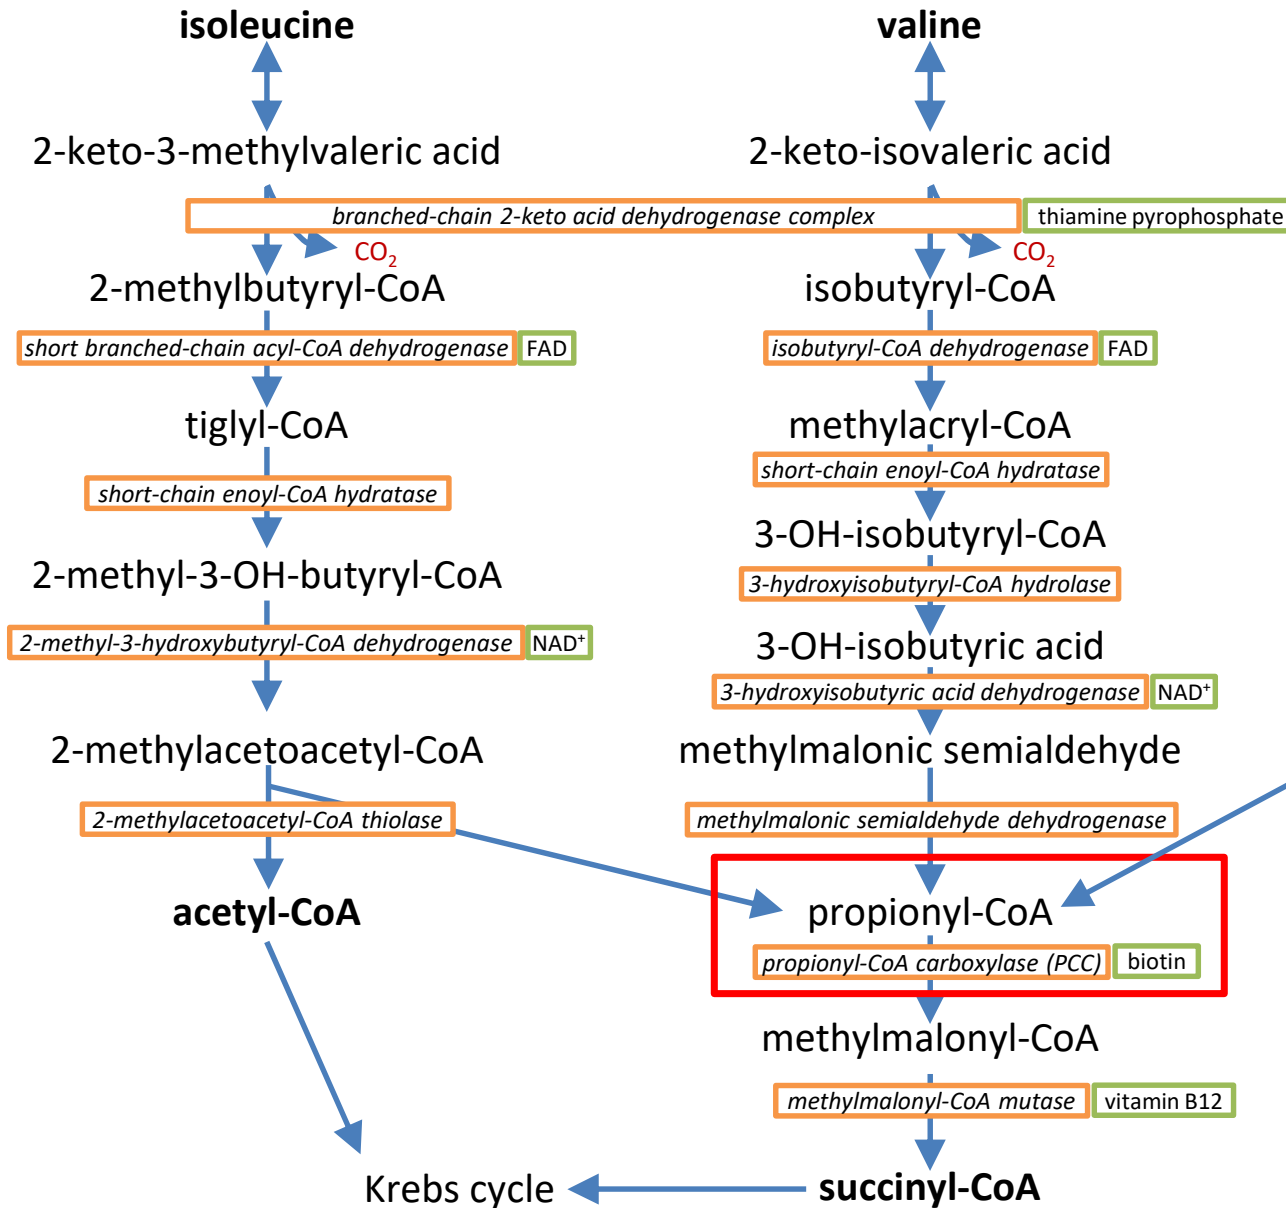 isoleucine
valine
2-keto-3-methylvaleric acid
2-keto-isovaleric acid
branched-chain 2-keto acid dehydrogenase complex
thiamine pyrophosphate
CO2
CO2
2-methylbutyryl-CoA
isobutyryl-CoA
short branched-chain acyl-CoA dehydrogenase
FAD
isobutyryl-CoA dehydrogenase
FAD
tiglyl-CoA
methylacryl-CoA
short-chain enoyl-CoA hydratase
short-chain enoyl-CoA hydratase
3-OH-isobutyryl-CoA
2-methyl-3-OH-butyryl-CoA
3-hydroxyisobutyryl-CoA hydrolase
2-methyl-3-hydroxybutyryl-CoA dehydrogenase
NAD+
3-OH-isobutyric acid
3-hydroxyisobutyric acid dehydrogenase
NAD+
2-methylacetoacetyl-CoA
methylmalonic semialdehyde
2-methylacetoacetyl-CoA thiolase
methylmalonic semialdehyde dehydrogenase
acetyl-CoA
propionyl-CoA
propionyl-CoA carboxylase (PCC)
biotin
methylmalonyl-CoA
methylmalonyl-CoA mutase
vitamin B12
Krebs cycle
succinyl-CoA